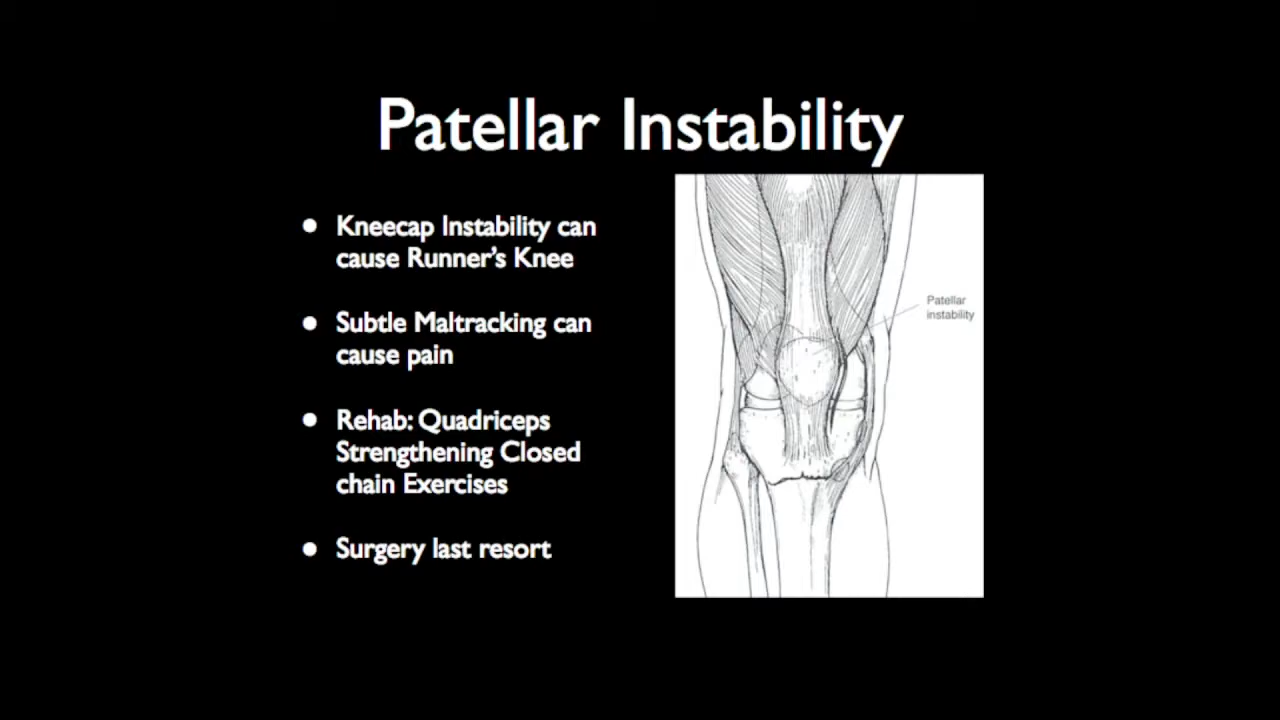 Patellar Instability
• Kneecap Instability can
cause Runner’s Knee
• Subtle Maltracking can
cause pain
• Rehab: Quadriceps
Strengthening Closed
chain Exercises
• Surgery last resort
Patellar
instability